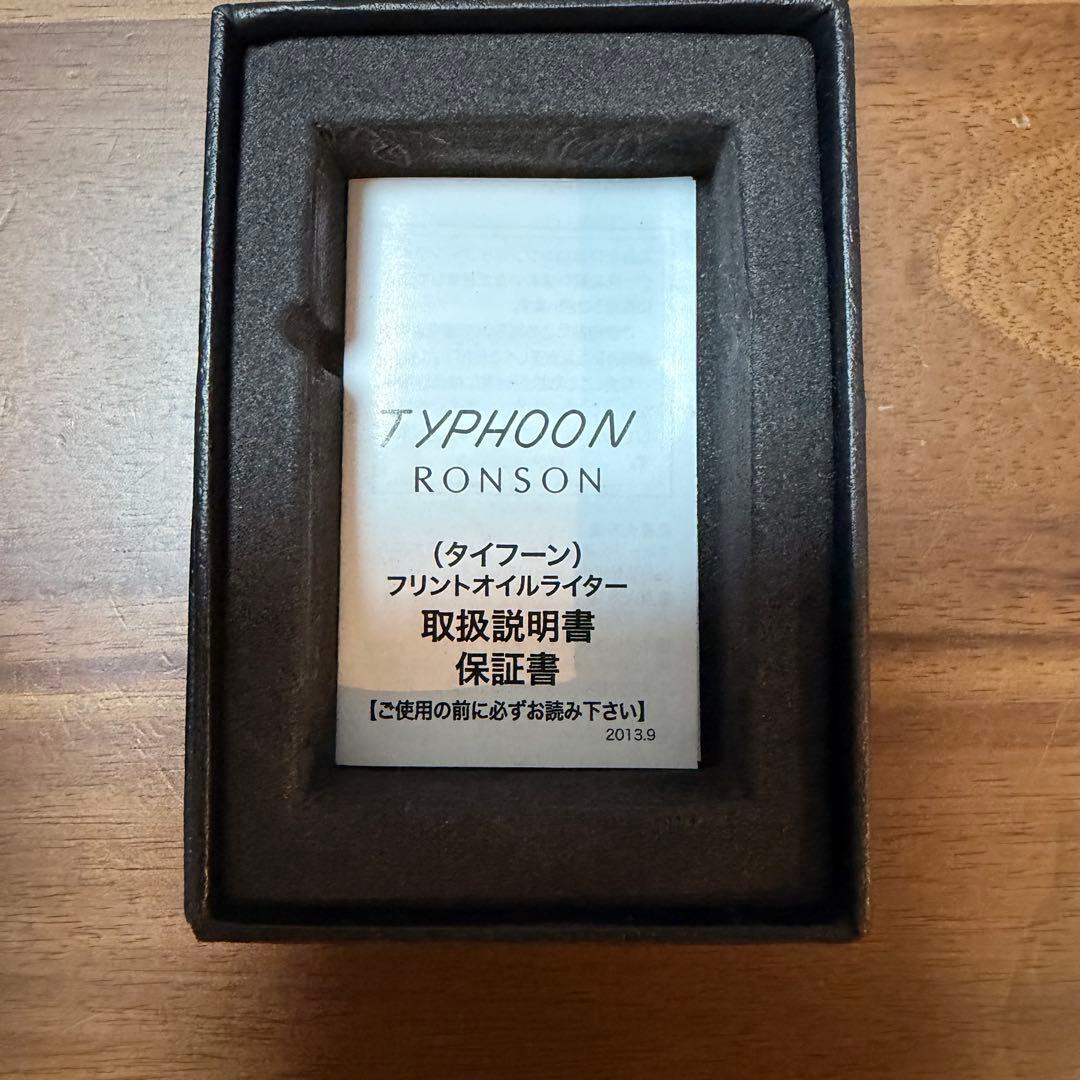 TYPHOON
RONSON
(タイフーン)
フリントオイルライター
取扱説明書
保証書
【ご使用の前に必ずお読み下さい】
2013.9